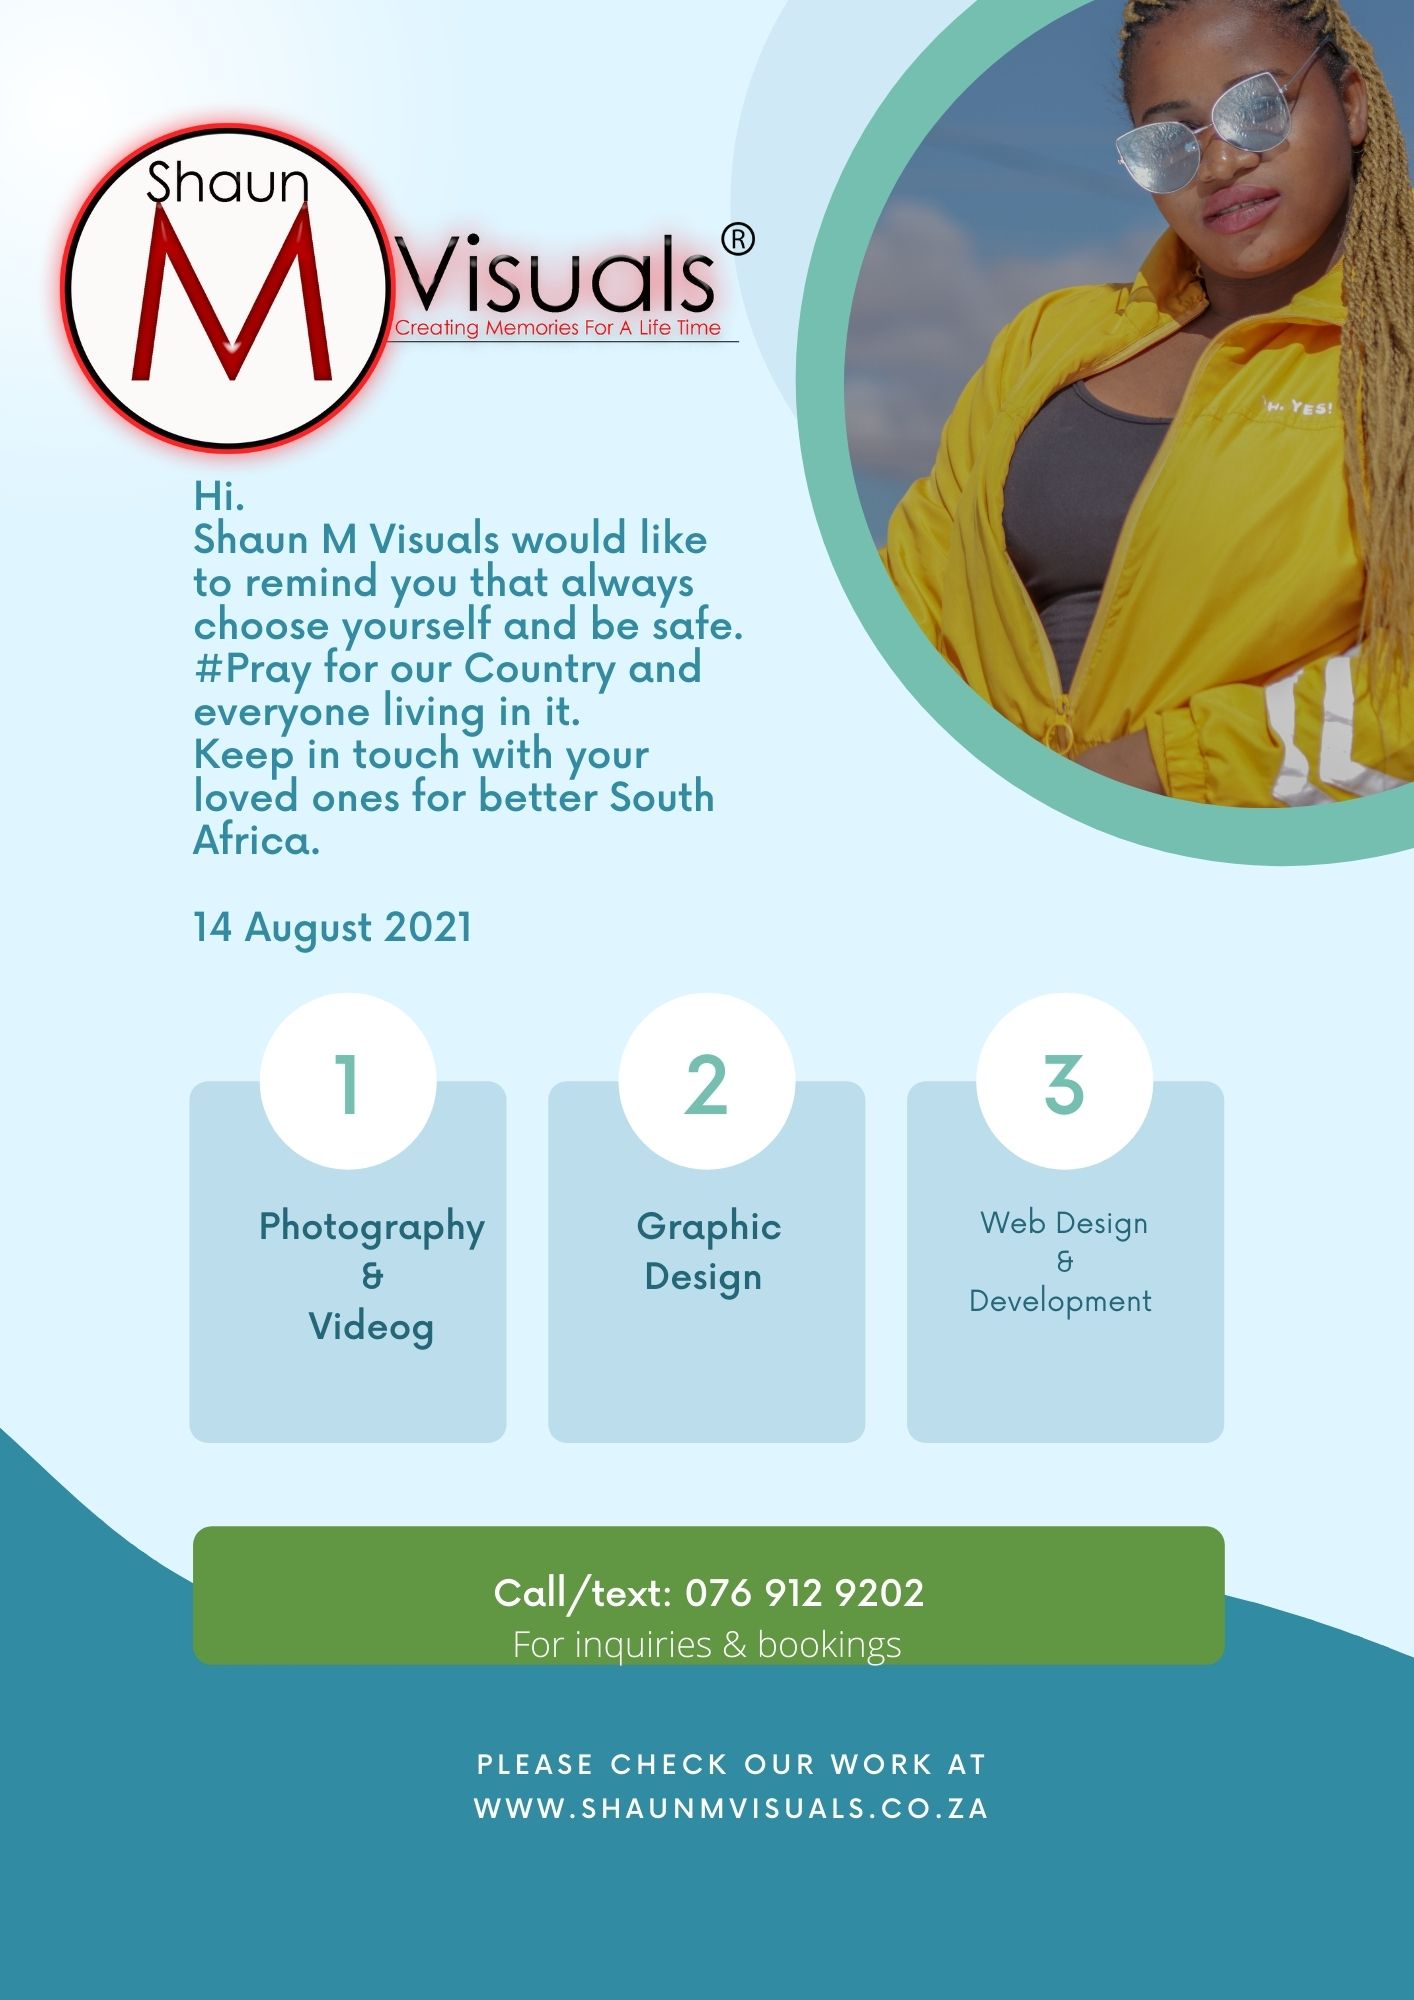 Shaun
M
Visuals®
Creating Memories For A Life Time
H. YES!
Hi.
Shaun M Visuals would like
to remind you that always
choose yourself and be safe.
#Pray for our Country and
everyone living in it.
Keep in touch with your
loved ones for better South
Africa.
14 August 2021
1
Photography
&
Videog
2
Graphic
Design
3
Web Design
&
Development
Call/text: 076 912 9202
For inquiries & bookings
PLEASE CHECK OUR WORK AT
WWW.SHAUNMVISUALS.CO.ZA